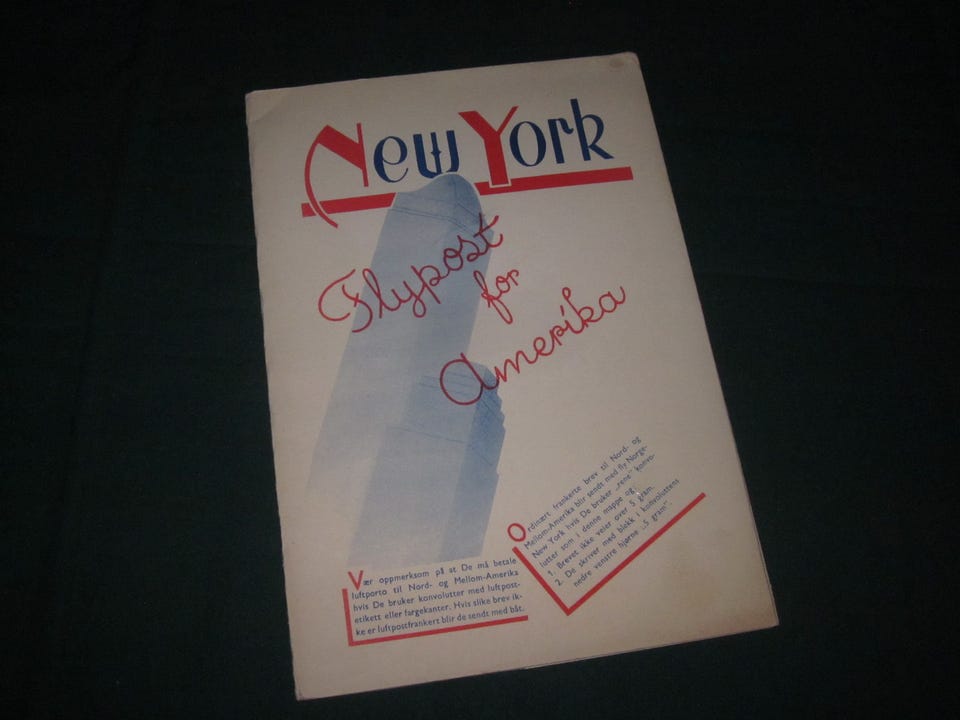 New York
Flypost
for
Amerika
Ordinært frankerte brev til Nord- og
Mellom-Amerika blir sendt med fly Norge-
New York hvis De bruker „rene" konvo-
lutter som i denne mappe og:
1. Brevet ikke veier over 5 gram.
2. De skriver med blokk i konvoluttens
nedre venstre hjørne „5 gram".
Vær oppmerksom på at De må betale
luftporto til Nord- og Mellom-Amerika
hvis De bruker konvolutter med luftpost-
etikett eller fargekanter. Hvis slike brev ik-
ke er luftpostfrankert blir de sendt med båt.